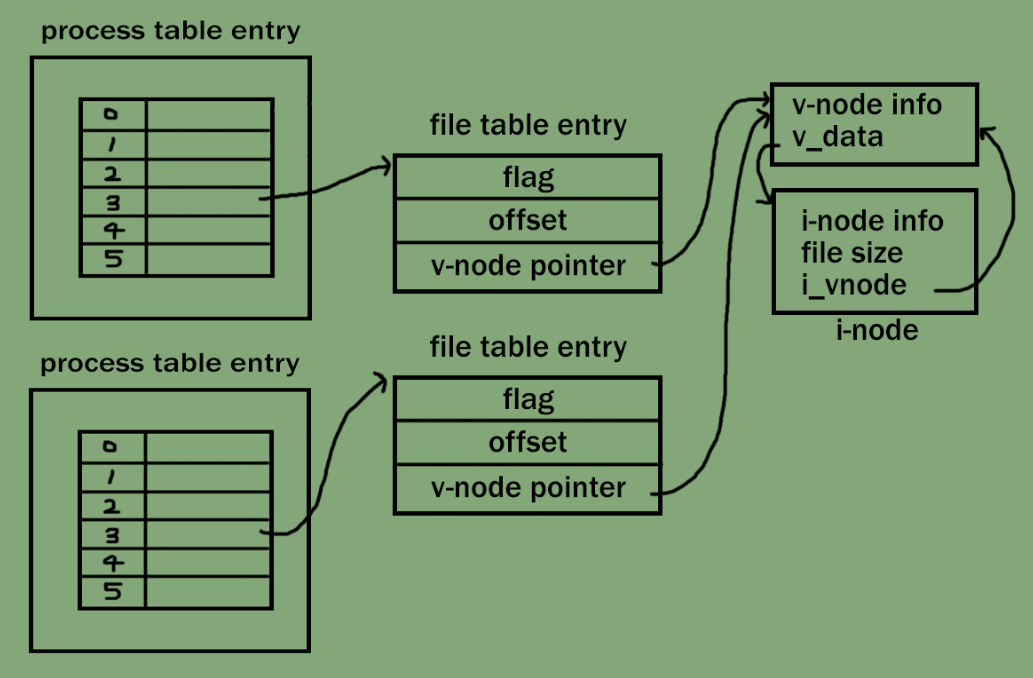 process table entry
0
1
2
3
4
5
file table entry
flag
offset
v-node pointer
v-node info
v_data
i-node info
file size
i_vnode
i-node
process table entry
0
1
2
3
4
5
file table entry
flag
offset
v-node pointer